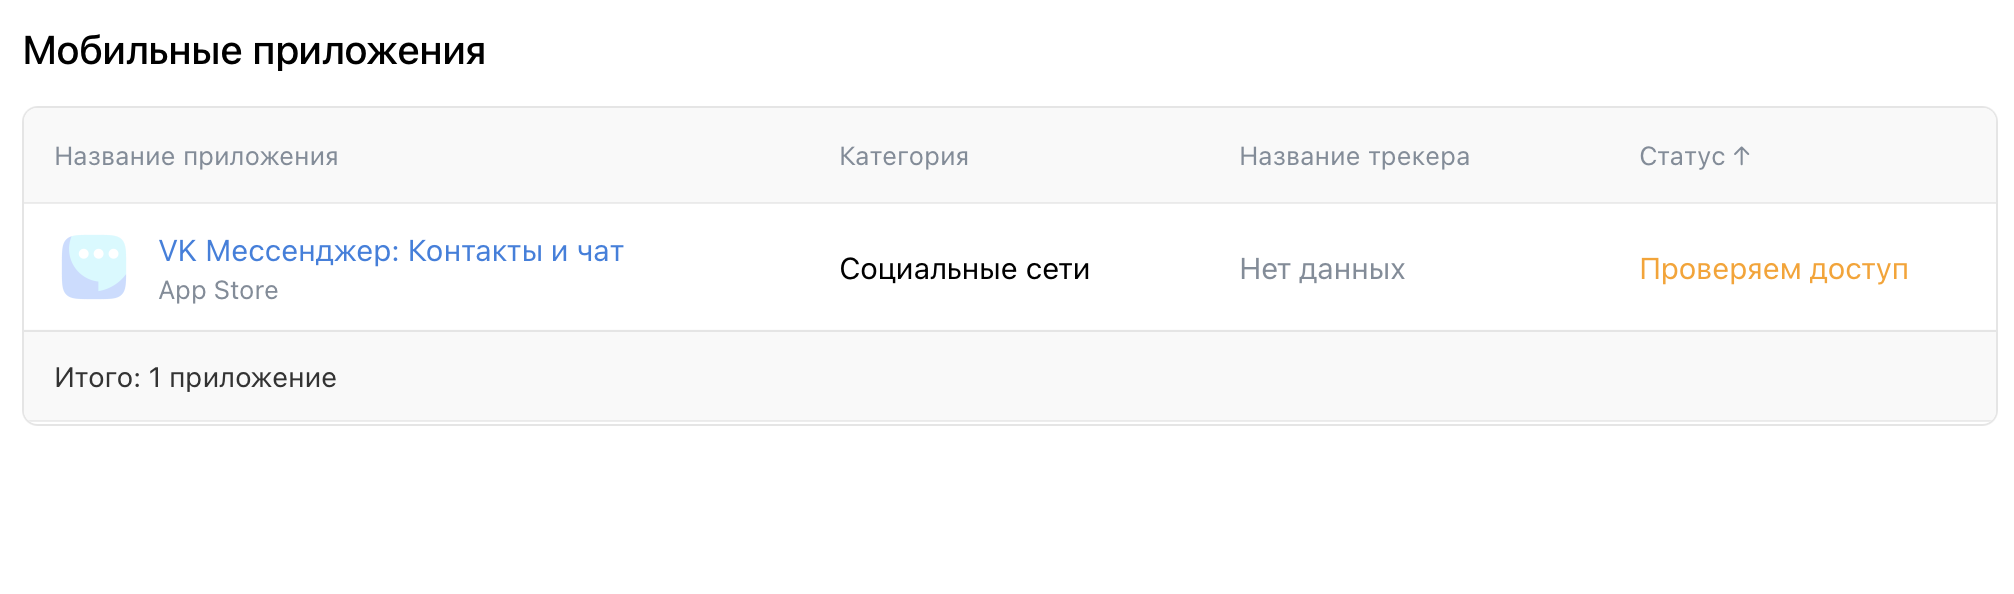 Мобильные приложения
Название приложения Категория Название трекера Статус ↑
VK Мессенджер: Контакты и чат
App Store
Социальные сети Нет данных Проверяем доступ
Итого: 1 приложение